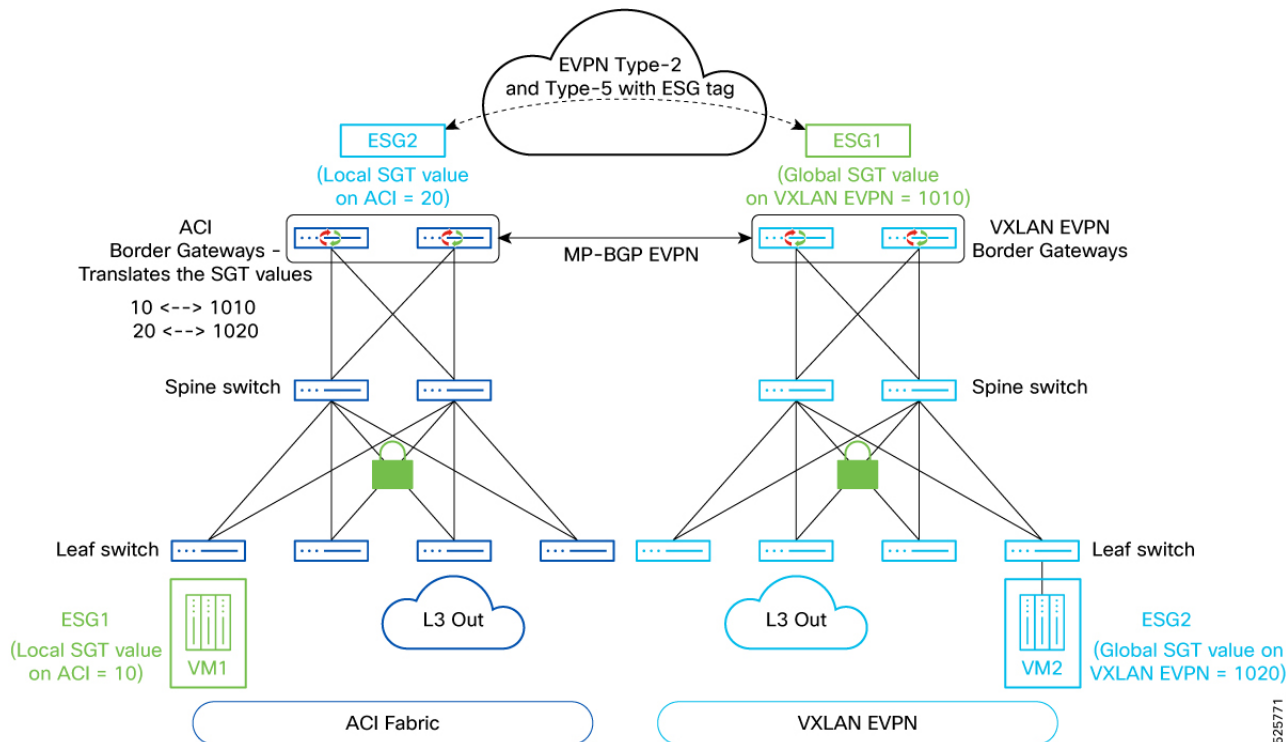 EVPN Type-2
and Type-5 with ESG tag
ESG2
(Local SGT value
on ACI = 20)
ESG1
(Global SGT value
on VXLAN EVPN = 1010)
ACI
Border Gateways –
Translates the SGT values
10 <--> 1010
20 <--> 1020
MP-BGP EVPN
VXLAN EVPN
Border Gateways
Spine switch
Spine switch
Leaf switch
Leaf switch
ESG1
(Local SGT value
on ACI = 10)
VM1
L3 Out
L3 Out
VM2
ESG2
(Global SGT value on
VXLAN EVPN = 1020)
ACI Fabric
VXLAN EVPN
525771